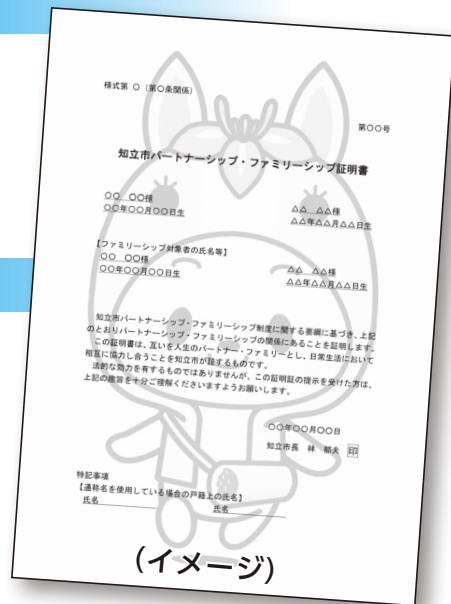 様式第 〇（第〇条関係）
第〇〇号
知立市パートナーシップ・ファミリーシップ証明書
〇〇 〇〇様 △△ △△様
〇〇年〇〇月〇〇日生 △△年△△月△△日生
【ファミリーシップ対象者の氏名等】
〇〇 〇〇様 △△ △△様
〇〇年〇〇月〇〇日生 △△年△△月△△日生
知立市パートナーシップ・ファミリーシップ制度に関する要綱に基づき、上記
のとおりパートナーシップ・ファミリーシップの関係にあることを証明します。
この証明書は、互いを人生のパートナー・ファミリーとし、日常生活において
相互に協力し合うことを知立市が証するものです。
法的な効力を有するものではありませんが、この証明証の提示を受けた方は、
上記の趣旨を十分ご理解くださいますようお願いします。
〇〇年〇〇月〇〇日
知立市長 林 郁夫 印
特記事項
【通称名を使用している場合の戸籍上の氏名】
氏名 氏名
(イメージ)